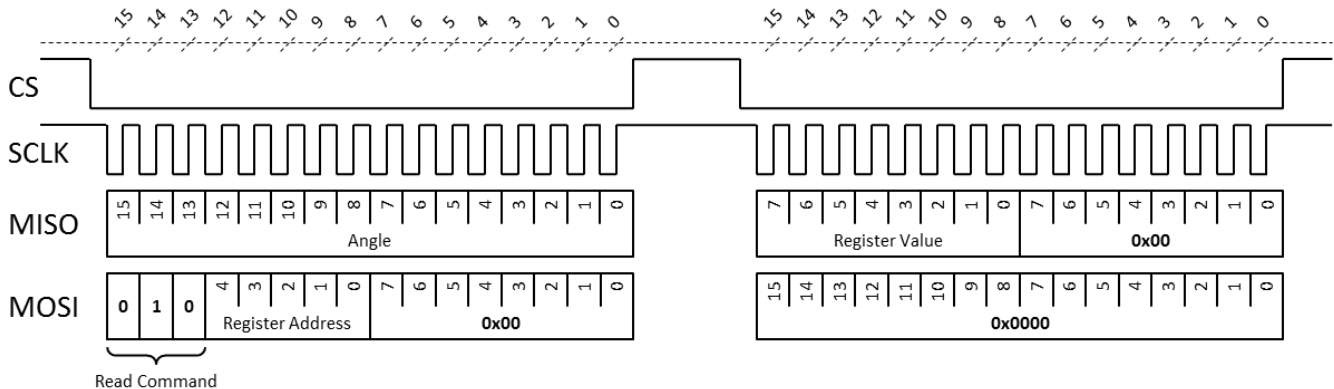 15 14 13 12 11 10 9 8 7 6 5 4 3 2 1 0 15 14 13 12 11 10 9 8 7 6 5 4 3 2 1 0
CS
SCLK
MISO 15 14 13 12 11 10 9 8 7 6 5 4 3 2 1 0 7 6 5 4 3 2 1 0 7 6 5 4 3 2 1 0
Angle Register Value 0x00
MOSI 0 1 0 4 3 2 1 0 7 6 5 4 3 2 1 0 15 14 13 12 11 10 9 8 7 6 5 4 3 2 1 0
Register Address 0x00 0x0000
Read Command